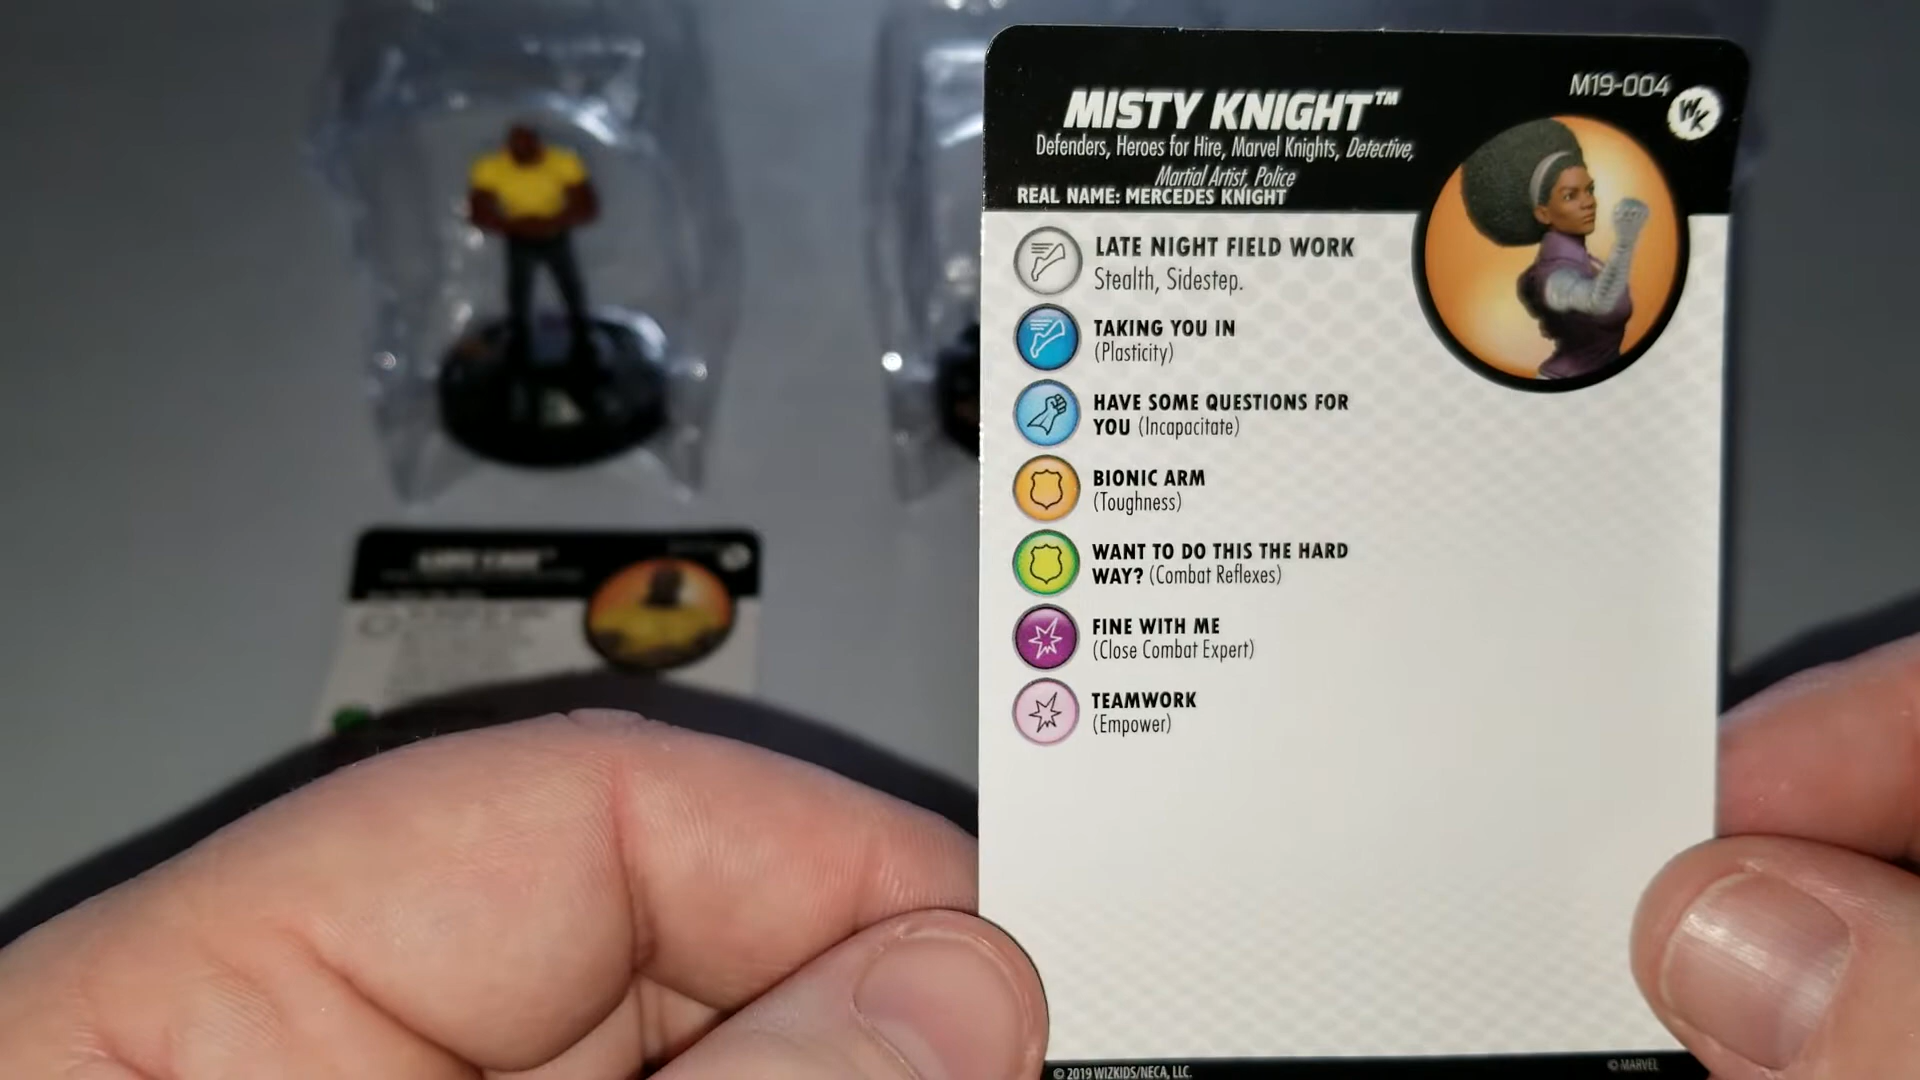 M19-004
WK
MISTY KNIGHT™
Defenders, Heroes for Hire, Marvel Knights, Detective,
Martial Artist, Police
REAL NAME: MERCEDES KNIGHT
LATE NIGHT FIELD WORK
Stealth, Sidestep.
TAKING YOU IN
(Plasticity)
HAVE SOME QUESTIONS FOR
YOU (Incapacitate)
BIONIC ARM
(Toughness)
WANT TO DO THIS THE HARD
WAY? (Combat Reflexes)
FINE WITH ME
(Close Combat Expert)
TEAMWORK
(Empower)
© 2019 WIZKIDS/NECA, LLC.
© MARVEL